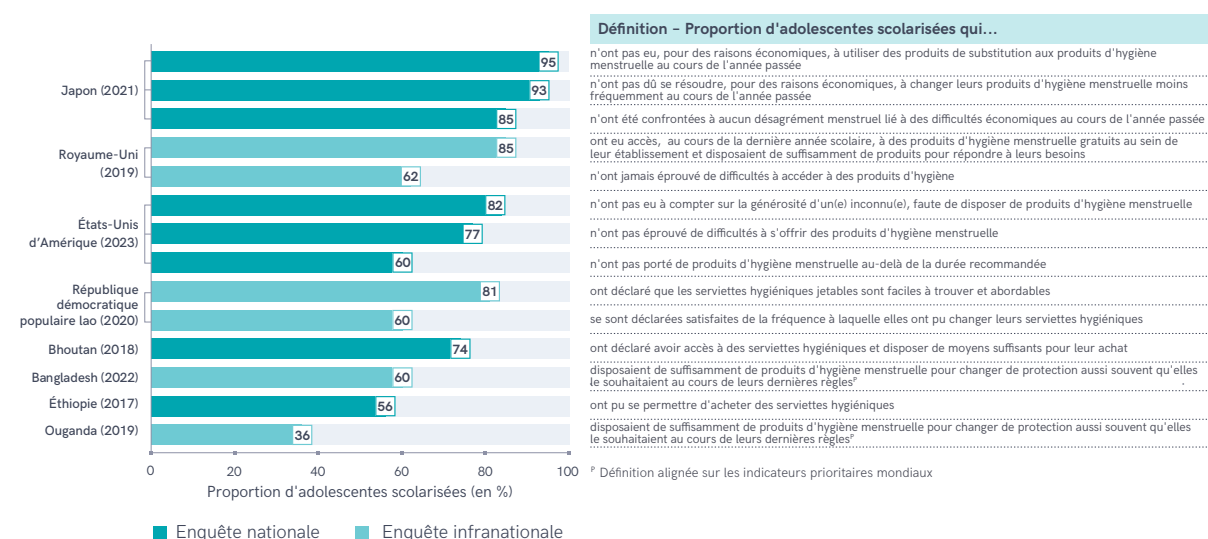 Définition – Proportion d'adolescentes scolarisées qui...
Japon (2021)
95
n'ont pas eu, pour des raisons économiques, à utiliser des produits de substitution aux produits d'hygiène
menstruelle au cours de l'année passée
93
n'ont pas dû se résoudre, pour des raisons économiques, à changer leurs produits d'hygiène menstruelle moins
fréquemment au cours de l'année passée
85
n'ont été confrontées à aucun désagrément menstruel lié à des difficultés économiques au cours de l'année passée
Royaume-Uni
(2019)
85
ont eu accès, au cours de la dernière année scolaire, à des produits d'hygiène menstruelle gratuits au sein de
leur établissement et disposaient de suffisamment de produits pour répondre à leurs besoins
62
n'ont jamais éprouvé de difficultés à accéder à des produits d'hygiène
États-Unis
d'Amérique (2023)
82
n'ont pas eu à compter sur la générosité d'un(e) inconnu(e), faute de disposer de produits d'hygiène menstruelle
77
n'ont pas éprouvé de difficultés à s'offrir des produits d'hygiène menstruelle
60
n'ont pas porté de produits d'hygiène menstruelle au-delà de la durée recommandée
République
démocratique
populaire lao (2020)
81
ont déclaré que les serviettes hygiéniques jetables sont faciles à trouver et abordables
60
se sont déclarées satisfaites de la fréquence à laquelle elles ont pu changer leurs serviettes hygiéniques
Bhoutan (2018)
74
ont déclaré avoir accès à des serviettes hygiéniques et disposer de moyens suffisants pour leur achat
Bangladesh (2022)
60
disposaient de suffisamment de produits d'hygiène menstruelle pour changer de protection aussi souvent qu'elles
le souhaitaient au cours de leurs dernières règlesᴾ
Éthiopie (2017)
56
ont pu se permettre d'acheter des serviettes hygiéniques
Ouganda (2019)
36
disposaient de suffisamment de produits d'hygiène menstruelle pour changer de protection aussi souvent qu'elles
le souhaitaient au cours de leurs dernières règlesᴾ
0 20 40 60 80 100
Proportion d'adolescentes scolarisées (en %)
ᴾ Définition alignée sur les indicateurs prioritaires mondiaux
Enquête nationale
Enquête infranationale